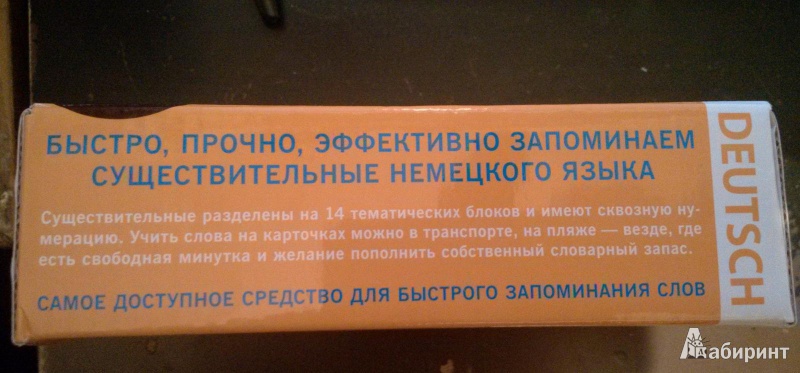 БЫСТРО, ПРОЧНО, ЭФФЕКТИВНО ЗАПОМИНАЕМ
СУЩЕСТВИТЕЛЬНЫЕ НЕМЕЦКОГО ЯЗЫКА
Существительные разделены на 14 тематических блоков и имеют сквозную ну-
мерацию. Учить слова на карточках можно в транспорте, на пляже — везде, где
есть свободная минутка и желание пополнить собственный словарный запас.
САМОЕ ДОСТУПНОЕ СРЕДСТВО ДЛЯ БЫСТРОГО ЗАПОМИНАНИЯ СЛОВ
DEUTSCH
Лабиринт